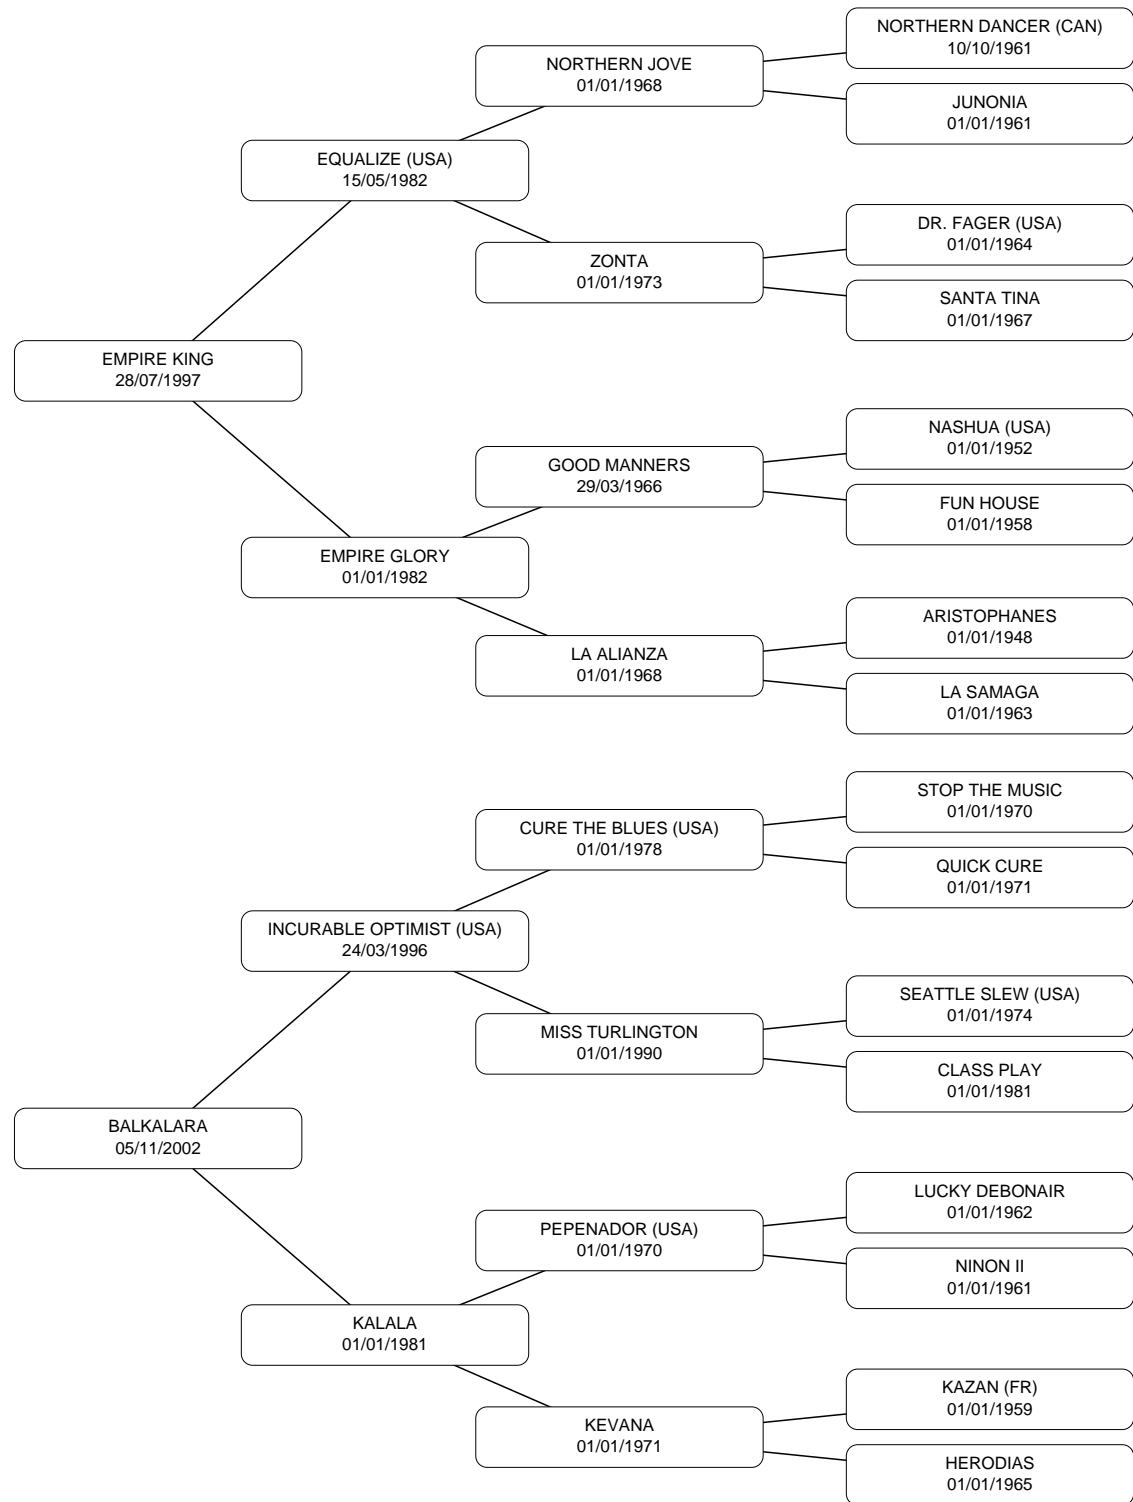 NORTHERN DANCER (CAN)
10/10/1961
NORTHERN JOVE
01/01/1968
JUNONIA
01/01/1961
EQUALIZE (USA)
15/05/1982
DR. FAGER (USA)
01/01/1964
ZONTA
01/01/1973
SANTA TINA
01/01/1967
EMPIRE KING
28/07/1997
NASHUA (USA)
01/01/1952
GOOD MANNERS
29/03/1966
FUN HOUSE
01/01/1958
EMPIRE GLORY
01/01/1982
ARISTOPHANES
01/01/1948
LA ALIANZA
01/01/1968
LA SAMAGA
01/01/1963
STOP THE MUSIC
01/01/1970
CURE THE BLUES (USA)
01/01/1978
QUICK CURE
01/01/1971
INCURABLE OPTIMIST (USA)
24/03/1996
SEATTLE SLEW (USA)
01/01/1974
MISS TURLINGTON
01/01/1990
CLASS PLAY
01/01/1981
BALKALARA
05/11/2002
LUCKY DEBONAIR
01/01/1962
PEPENADOR (USA)
01/01/1970
NINON II
01/01/1961
KALALA
01/01/1981
KAZAN (FR)
01/01/1959
KEVANA
01/01/1971
HERODIAS
01/01/1965